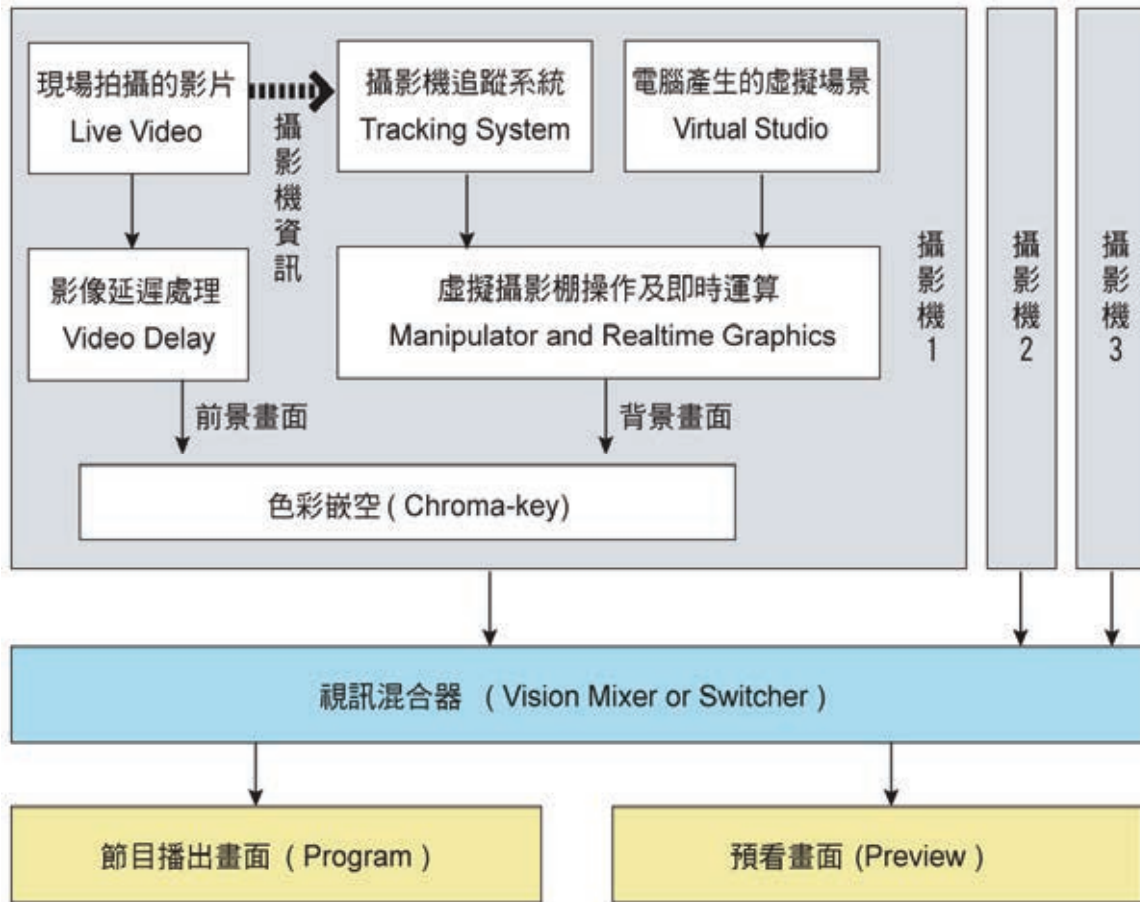 現場拍攝的影片
Live Video
攝影機資訊
攝影機追蹤系統
Tracking System
電腦產生的虛擬場景
Virtual Studio
影像延遲處理
Video Delay
虛擬攝影棚操作及即時運算
Manipulator and Realtime Graphics
前景畫面
背景畫面
色彩嵌空 ( Chroma-key)
攝影機1
攝影機2
攝影機3
視訊混合器 ( Vision Mixer or Switcher )
節目播出畫面 ( Program )
預看畫面 (Preview )